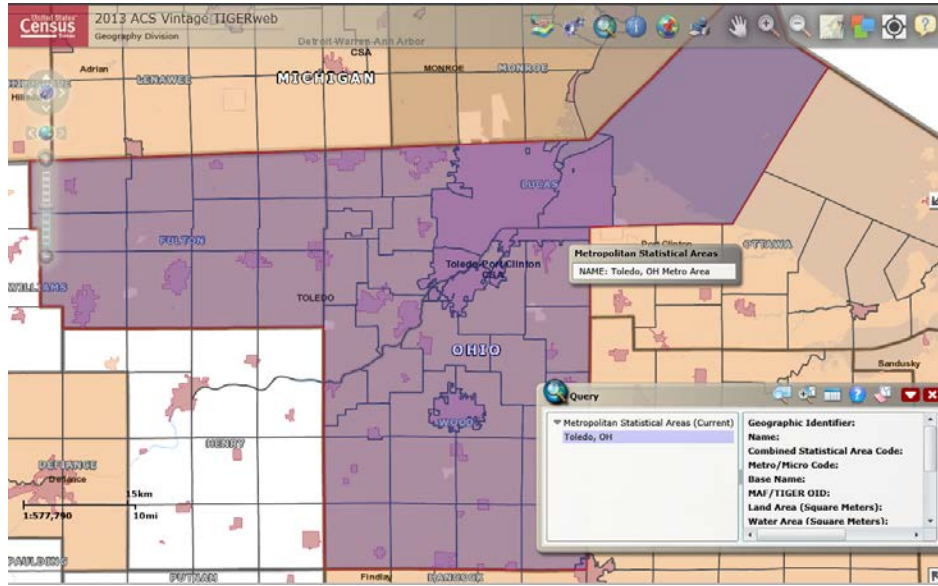 United States®
Census
Bureau
2013 ACS Vintage TIGERweb
Geography Division
Detroit-Warren-Ann Arbor
CSA
Adrian
LENAWEE
MICHIGAN
MONROE
MONROE
LUCAS
FULTON
Toledo-Port Clinton
CSA
Port Clinton
OTTAWA
Metropolitan Statistical Areas
NAME: Toledo, OH Metro Area
WILLIAMS
TOLEDO
OHIO
Sandusky
WOOD
HENRY
DEFIANCE
Defiance
15km
1:577,790
10mi
PAULDING
PUTNAM
Findlay
HANCOCK
Query
Metropolitan Statistical Areas (Current)
Toledo, OH
Geographic Identifier:
Name:
Combined Statistical Area Code:
Metro/Micro Code:
Base Name:
MAF/TIGER OID:
Land Area (Square Meters):
Water Area (Square Meters):